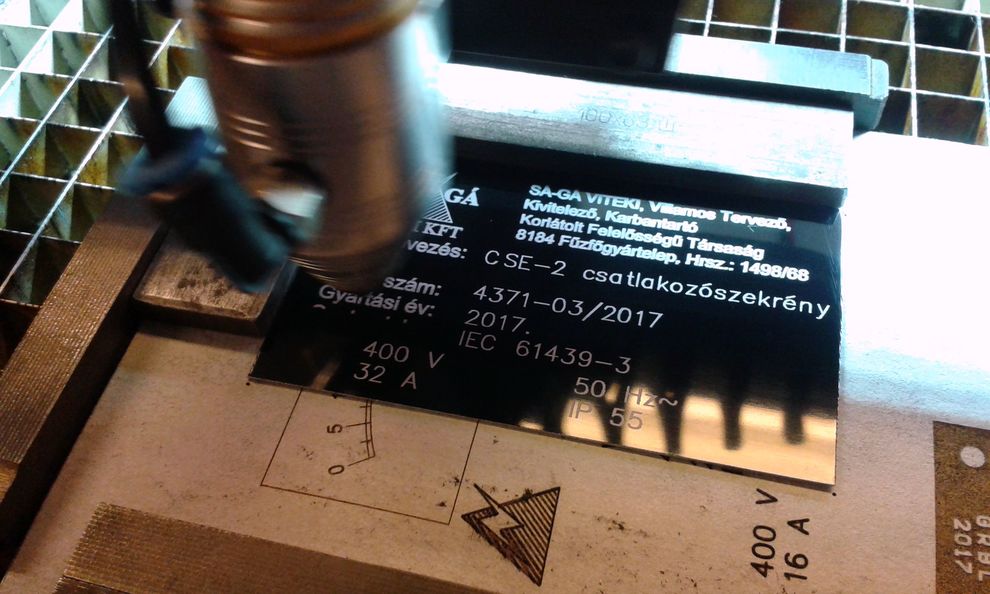 GÁ
KFT
SA-GA VITEKI, Villamos Tervező,
Kivitelező, Karbantartó
Korlátolt Felelősségű Társaság
8184 Fűzfőgyártelep, Hrsz.: 1498/68
vezés: CSE-2 csatlakozószekrény
szám: 4371-03/2017
Gyártási év: 2017.
IEC 61439-3
400 V 50 Hz~
32 A IP 55
5
0
400 V
16 A
2017